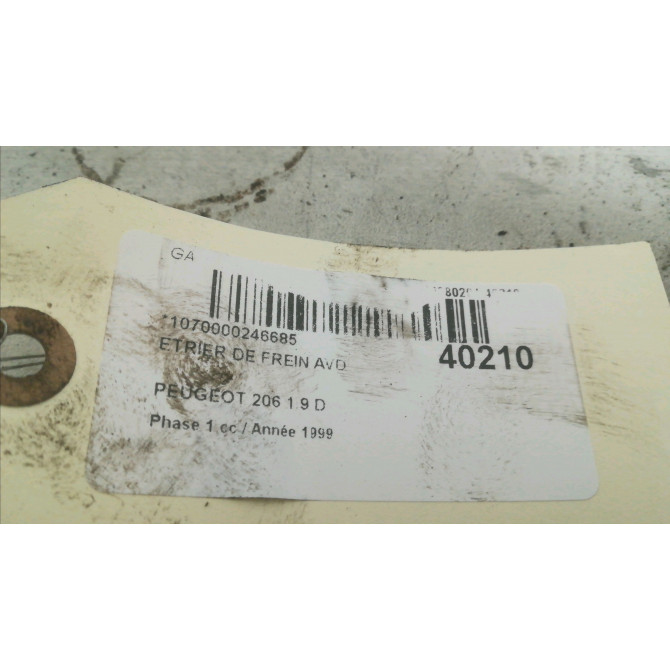 GA
*1070000246685
ETRIER DE FREIN AVD
40210
PEUGEOT 206 1.9 D
Phase 1 cc / Année 1999